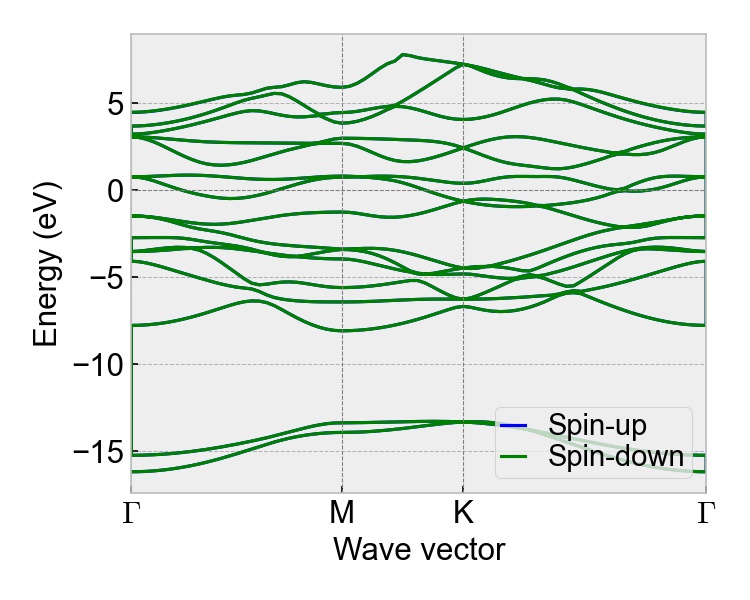 Energy (eV)
5
0
−5
−10
−15
Spin-up
Spin-down
Γ M K Γ
Wave vector